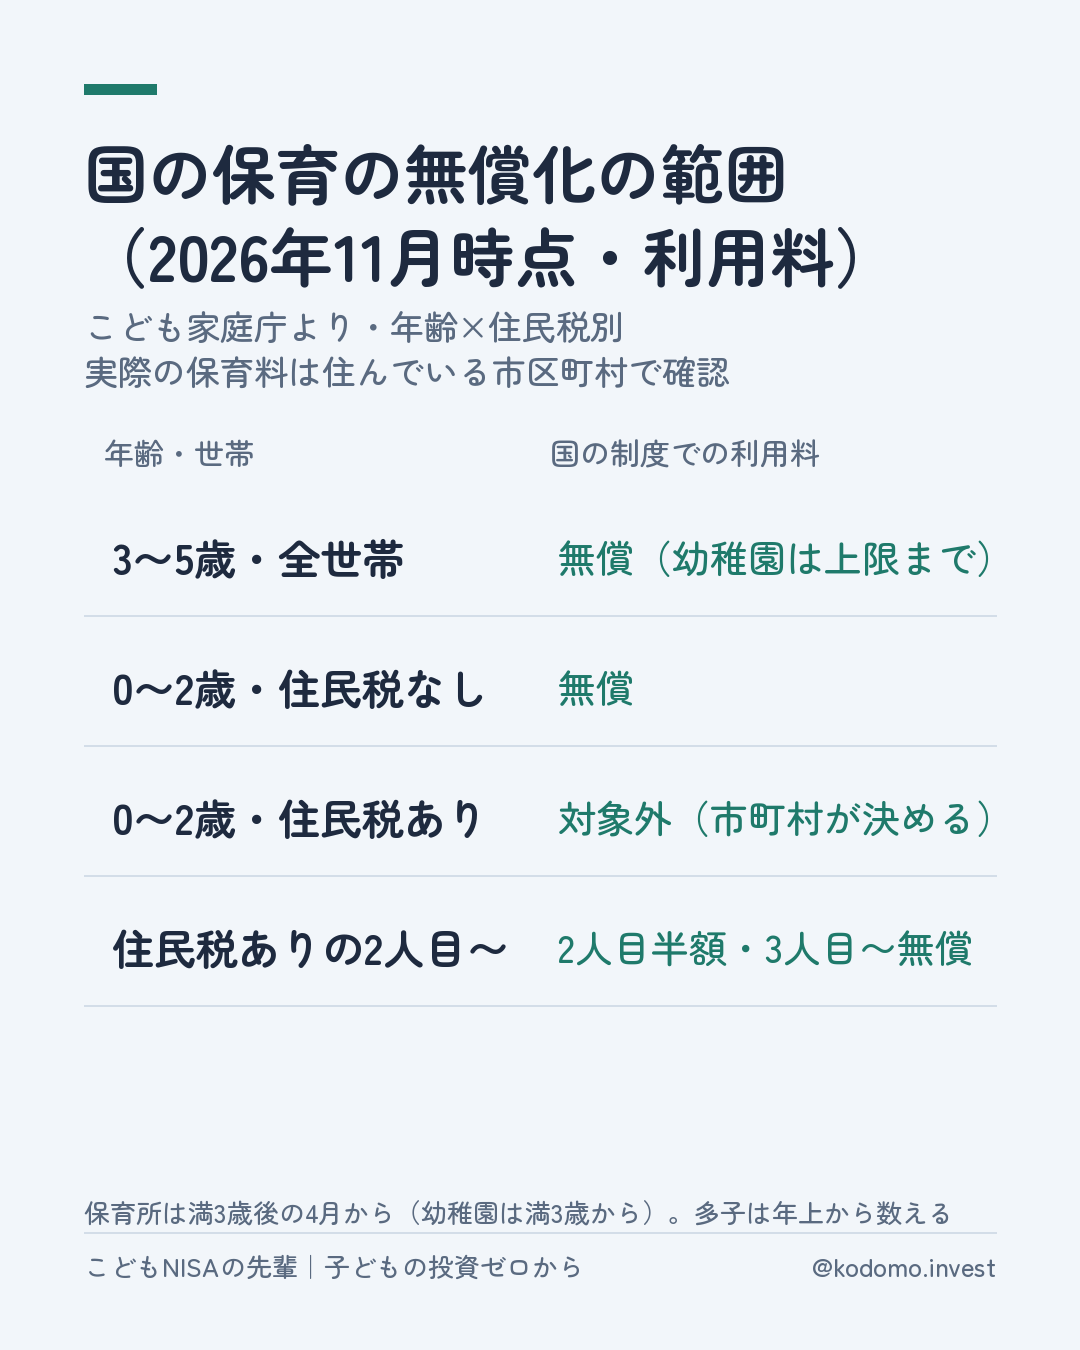 国の保育の無償化の範囲
（2026年11月時点・利用料）
こども家庭庁より・年齢×住民税別
実際の保育料は住んでいる市区町村で確認
年齢・世帯 国の制度での利用料
3〜5歳・全世帯 無償（幼稚園は上限まで）
0〜2歳・住民税なし 無償
0〜2歳・住民税あり 対象外（市町村が決める）
住民税ありの2人目〜 2人目半額・3人目〜無償
保育所は満3歳後の4月から（幼稚園は満3歳から）。多子は年上から数える
こどもNISAの先輩｜子どもの投資ゼロから @kodomo.invest